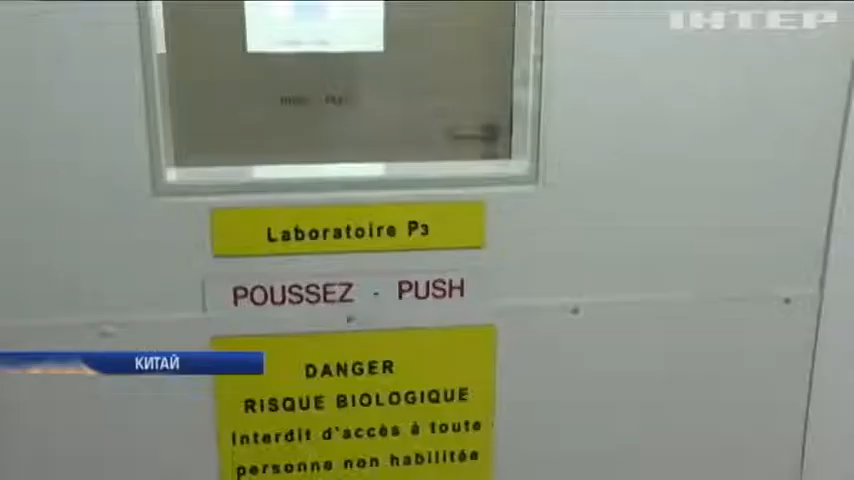 ІНТЕР
Laboratoire P3
POUSSEZ - PUSH
КИТАЙ
DANGER
RISQUE BIOLOGIQUE
Interdit d'accès à toute
personne non habilitée